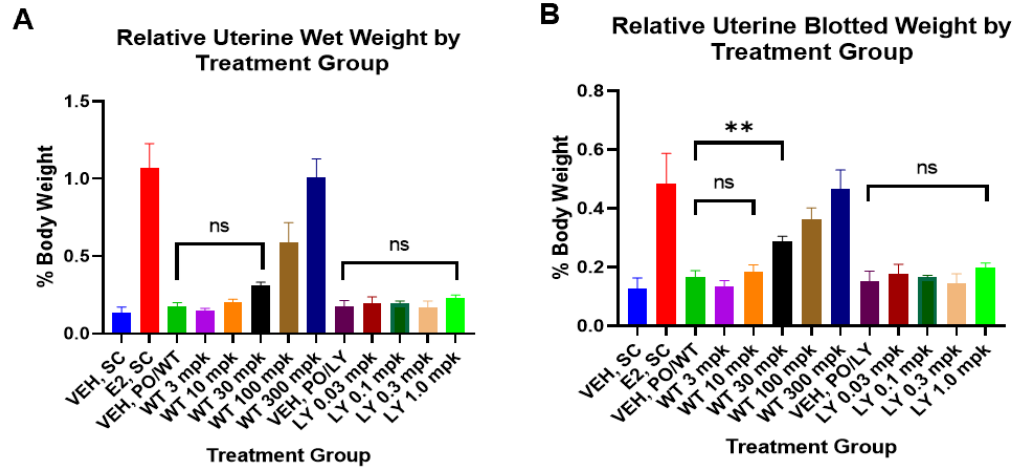 A
Relative Uterine Wet Weight by
Treatment Group
% Body Weight
1.5
1.0
0.5
0.0
ns
ns
VEH, SC
E2, SC
VEH, PO/WT
WT 3 mpk
WT 10 mpk
WT 30 mpk
WT 100 mpk
WT 300 mpk
VEH, PO/LY
LY 0.03 mpk
LY 0.1 mpk
LY 0.3 mpk
LY 1.0 mpk
Treatment Group
B
Relative Uterine Blotted Weight by
Treatment Group
% Body Weight
0.8
0.6
0.4
0.2
0.0
**
ns
ns
VEH, SC
E2, SC
VEH, PO/WT
WT 3 mpk
WT 10 mpk
WT 30 mpk
WT 100 mpk
WT 300 mpk
VEH, PO/LY
LY 0.03 mpk
LY 0.1 mpk
LY 0.3 mpk
LY 1.0 mpk
Treatment Group